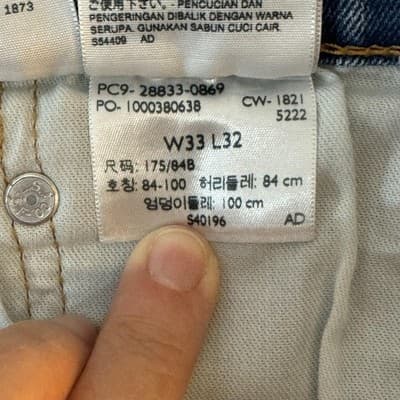 1873
ご使用下さい。- PENCUCIAN DAN
PENGERINGAN DIBALIK DENGAN WARNA
SERUPA. GUNAKAN SABUN CUCI CAIR.
S54409 AD
PC9- 28833-0869
PO- 1000380638 CW- 1821
5222
W33 L32
尺码: 175/84B
호칭: 84-100 허리둘레: 84 cm
엉덩이둘레: 100 cm
S40196 AD